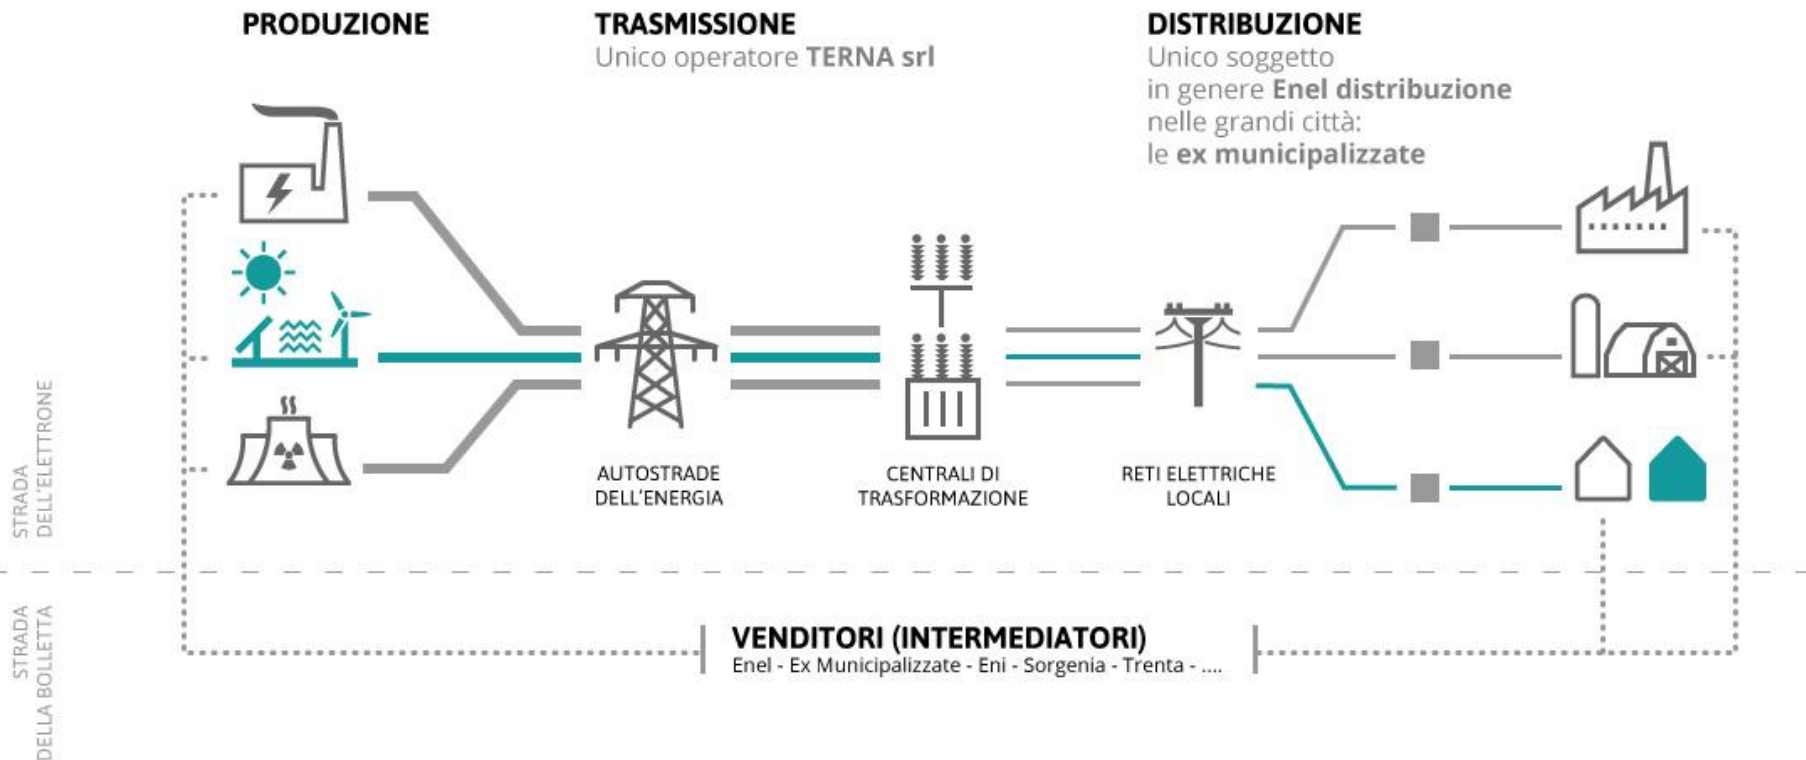 PRODUZIONE
TRASMISSIONE
Unico operatore TERNA srl
DISTRIBUZIONE
Unico soggetto
in genere Enel distribuzione
nelle grandi città:
le ex municipalizzate
AUTOSTRADE
DELL'ENERGIA
CENTRALI DI
TRASFORMAZIONE
RETI ELETTRICHE
LOCALI
STRADA
DELL'ELETTRONE
STRADA
DELLA BOLLETTA
VENDITORI (INTERMEDIATORI)
Enel - Ex Municipalizzate - Eni - Sorgenia - Trenta - ....